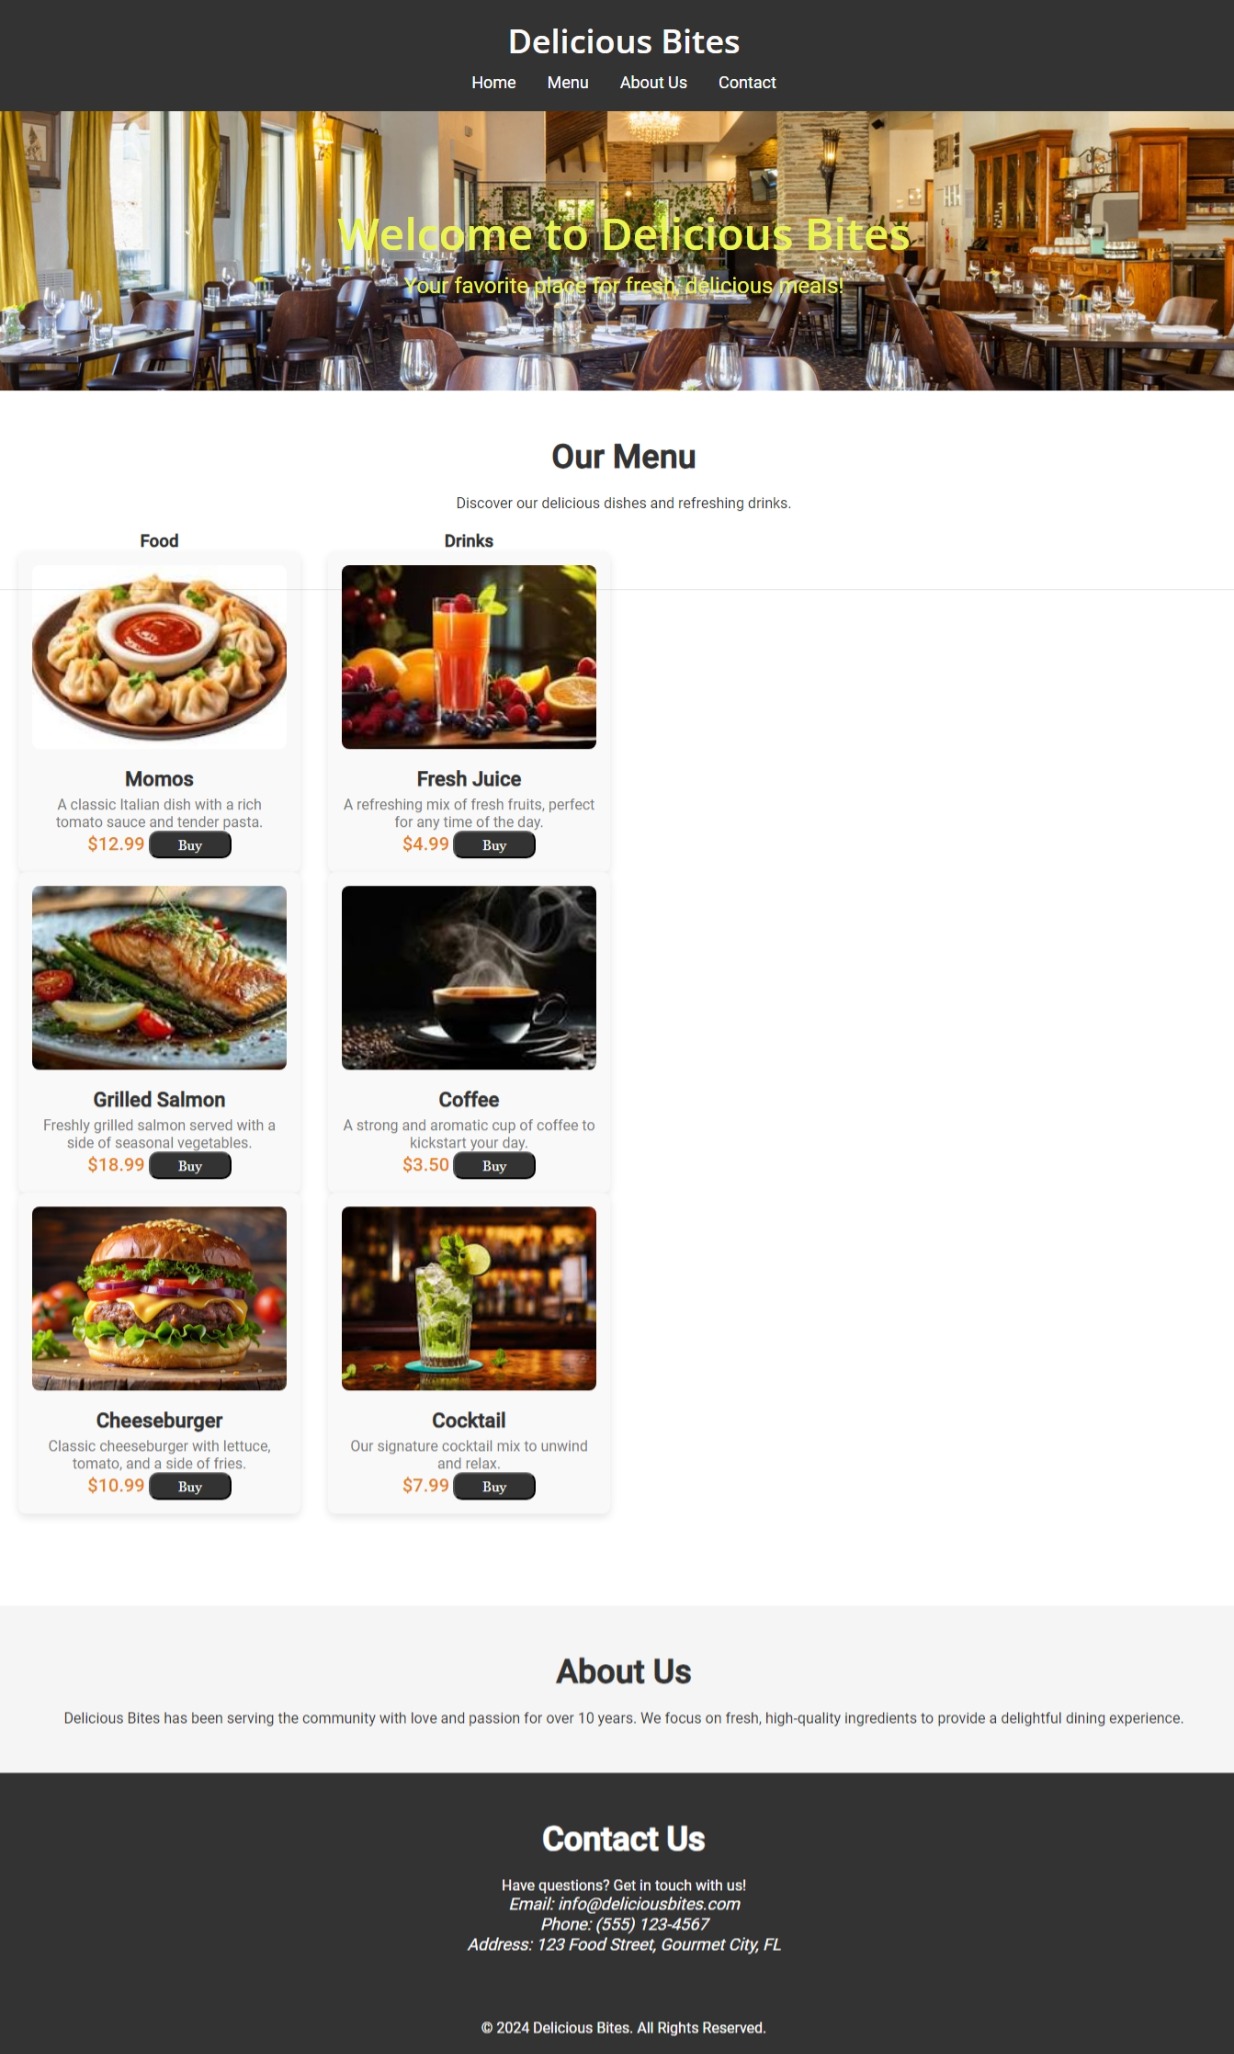 Delicious Bites
Home Menu About Us Contact
Welcome to Delicious Bites
Your favorite place for fresh, delicious meals!
Our Menu
Discover our delicious dishes and refreshing drinks.
Food
Momos
A classic Italian dish with a rich
tomato sauce and tender pasta.
$12.99 Buy
Grilled Salmon
Freshly grilled salmon served with a
side of seasonal vegetables.
$18.99 Buy
Cheeseburger
Classic cheeseburger with lettuce,
tomato, and a side of fries.
$10.99 Buy
Drinks
Fresh Juice
A refreshing mix of fresh fruits, perfect
for any time of the day.
$4.99 Buy
Coffee
A strong and aromatic cup of coffee to
kickstart your day.
$3.50 Buy
Cocktail
Our signature cocktail mix to unwind
and relax.
$7.99 Buy
About Us
Delicious Bites has been serving the community with love and passion for over 10 years. We focus on fresh, high-quality ingredients to provide a delightful dining experience.
Contact Us
Have questions? Get in touch with us!
Email: info@deliciousbites.com
Phone: (555) 123-4567
Address: 123 Food Street, Gourmet City, FL
© 2024 Delicious Bites. All Rights Reserved.